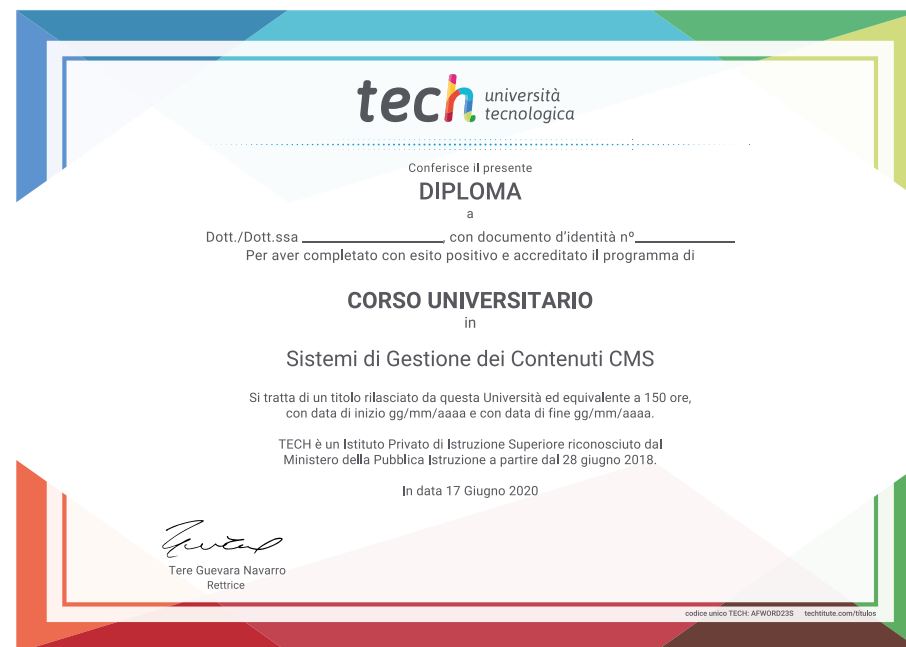 tech università
tecnologica
Conferisce il presente
DIPLOMA
a
Dott./Dott.ssa ________________, con documento d'identità nº____________
Per aver completato con esito positivo e accreditato il programma di
CORSO UNIVERSITARIO
in
Sistemi di Gestione dei Contenuti CMS
Si tratta di un titolo rilasciato da questa Università ed equivalente a 150 ore,
con data di inizio gg/mm/aaaa e con data di fine gg/mm/aaaa.
TECH è un Istituto Privato di Istruzione Superiore riconosciuto dal
Ministero della Pubblica Istruzione a partire dal 28 giugno 2018.
In data 17 Giugno 2020
Tere Guevara Navarro
Rettrice
codice unico TECH: AFWORD23S techtitute.com/titulos